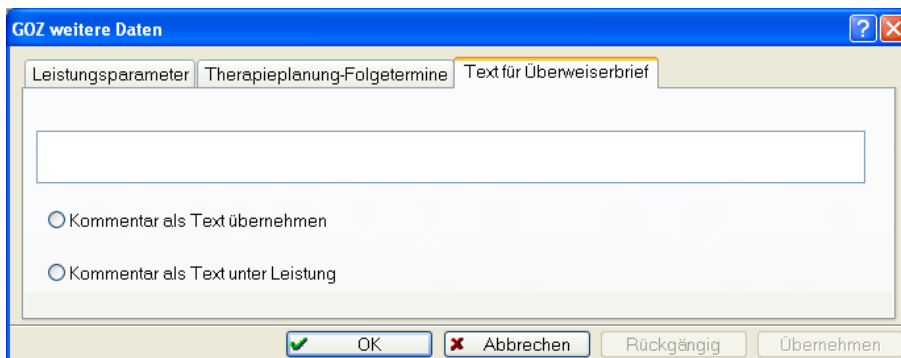 GOZ weitere Daten
Leistungsparameter Therapieplanung-Folgetermine Text für Überweiserbrief
Kommentar als Text übernehmen
Kommentar als Text unter Leistung
OK Abbrechen Rückgängig Übernehmen